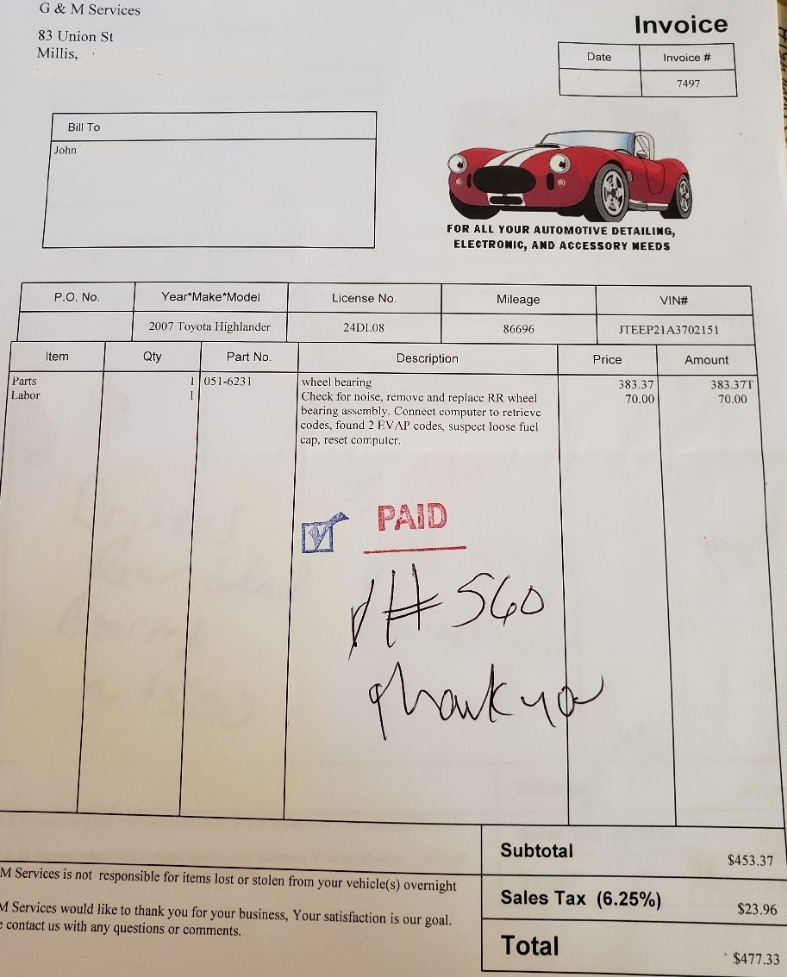 G & M Services
83 Union St
Millis,
Invoice
Date Invoice #
7497
Bill To
John
FOR ALL YOUR AUTOMOTIVE DETAILING,
ELECTRONIC, AND ACCESSORY NEEDS
P.O. No. Year*Make*Model License No. Mileage VIN#
2007 Toyota Highlander 24DL08 86696 JTEEP21A3702151
Item Qty Part No. Description Price Amount
Parts 1 051-6231 wheel bearing 383.37 383.37T
Labor 1 Check for noise, remove and replace RR wheel 70.00 70.00
bearing assembly. Connect computer to retrieve
codes, found 2 EVAP codes, suspect loose fuel
cap, reset computer.
PAID
# 560
thank you
Subtotal $453.37
M Services is not responsible for items lost or stolen from your vehicle(s) overnight
Sales Tax (6.25%) $23.96
M Services would like to thank you for your business, Your satisfaction is our goal.
contact us with any questions or comments.
Total $477.33